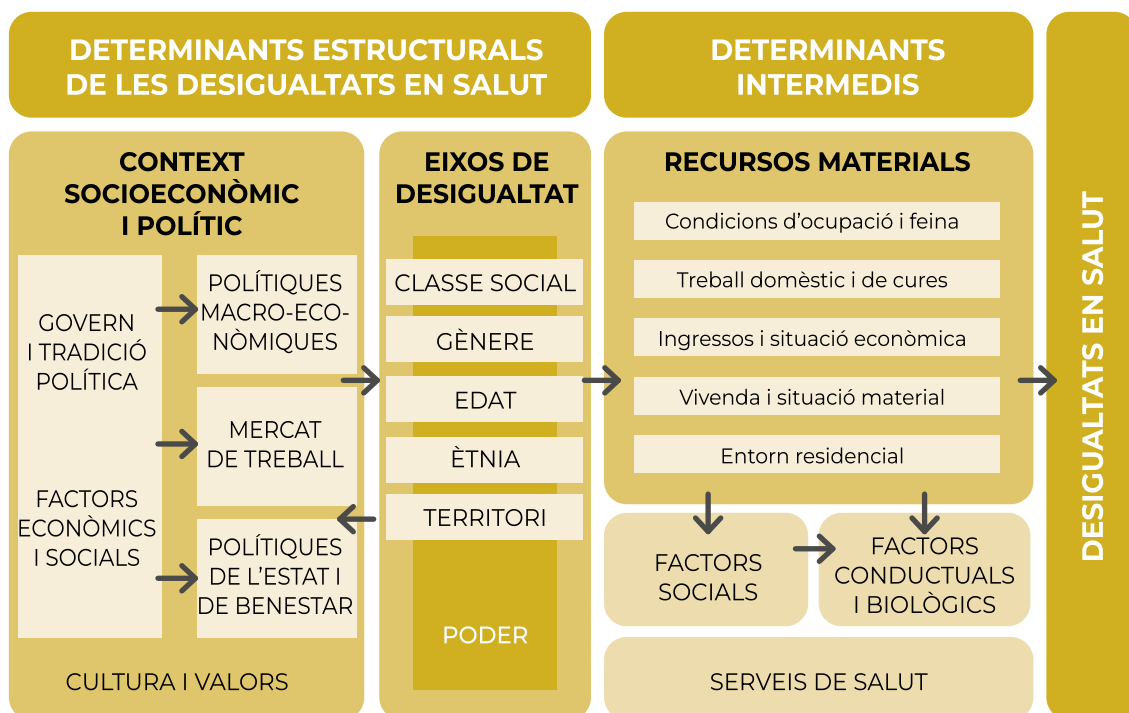 DETERMINANTS ESTRUCTURALS
DE LES DESIGUALTATS EN SALUT
DETERMINANTS
INTERMEDIS
CONTEXT
SOCIOECONÒMIC
I POLÍTIC
GOVERN
I TRADICIÓ
POLÍTICA
FACTORS
ECONÒMICS
I SOCIALS
POLÍTIQUES
MACRO-ECO-
NÒMIQUES
MERCAT
DE TREBALL
POLÍTIQUES
DE L’ESTAT I
DE BENESTAR
CULTURA I VALORS
EIXOS DE
DESIGUALTAT
CLASSE SOCIAL
GÈNERE
EDAT
ÈTNIA
TERRITORI
PODER
RECURSOS MATERIALS
Condicions d’ocupació i feina
Treball domèstic i de cures
Ingressos i situació econòmica
Vivenda i situació material
Entorn residencial
FACTORS
SOCIALS
FACTORS
CONDUCTUALS
I BIOLÒGICS
SERVEIS DE SALUT
DESIGUALTATS EN SALUT